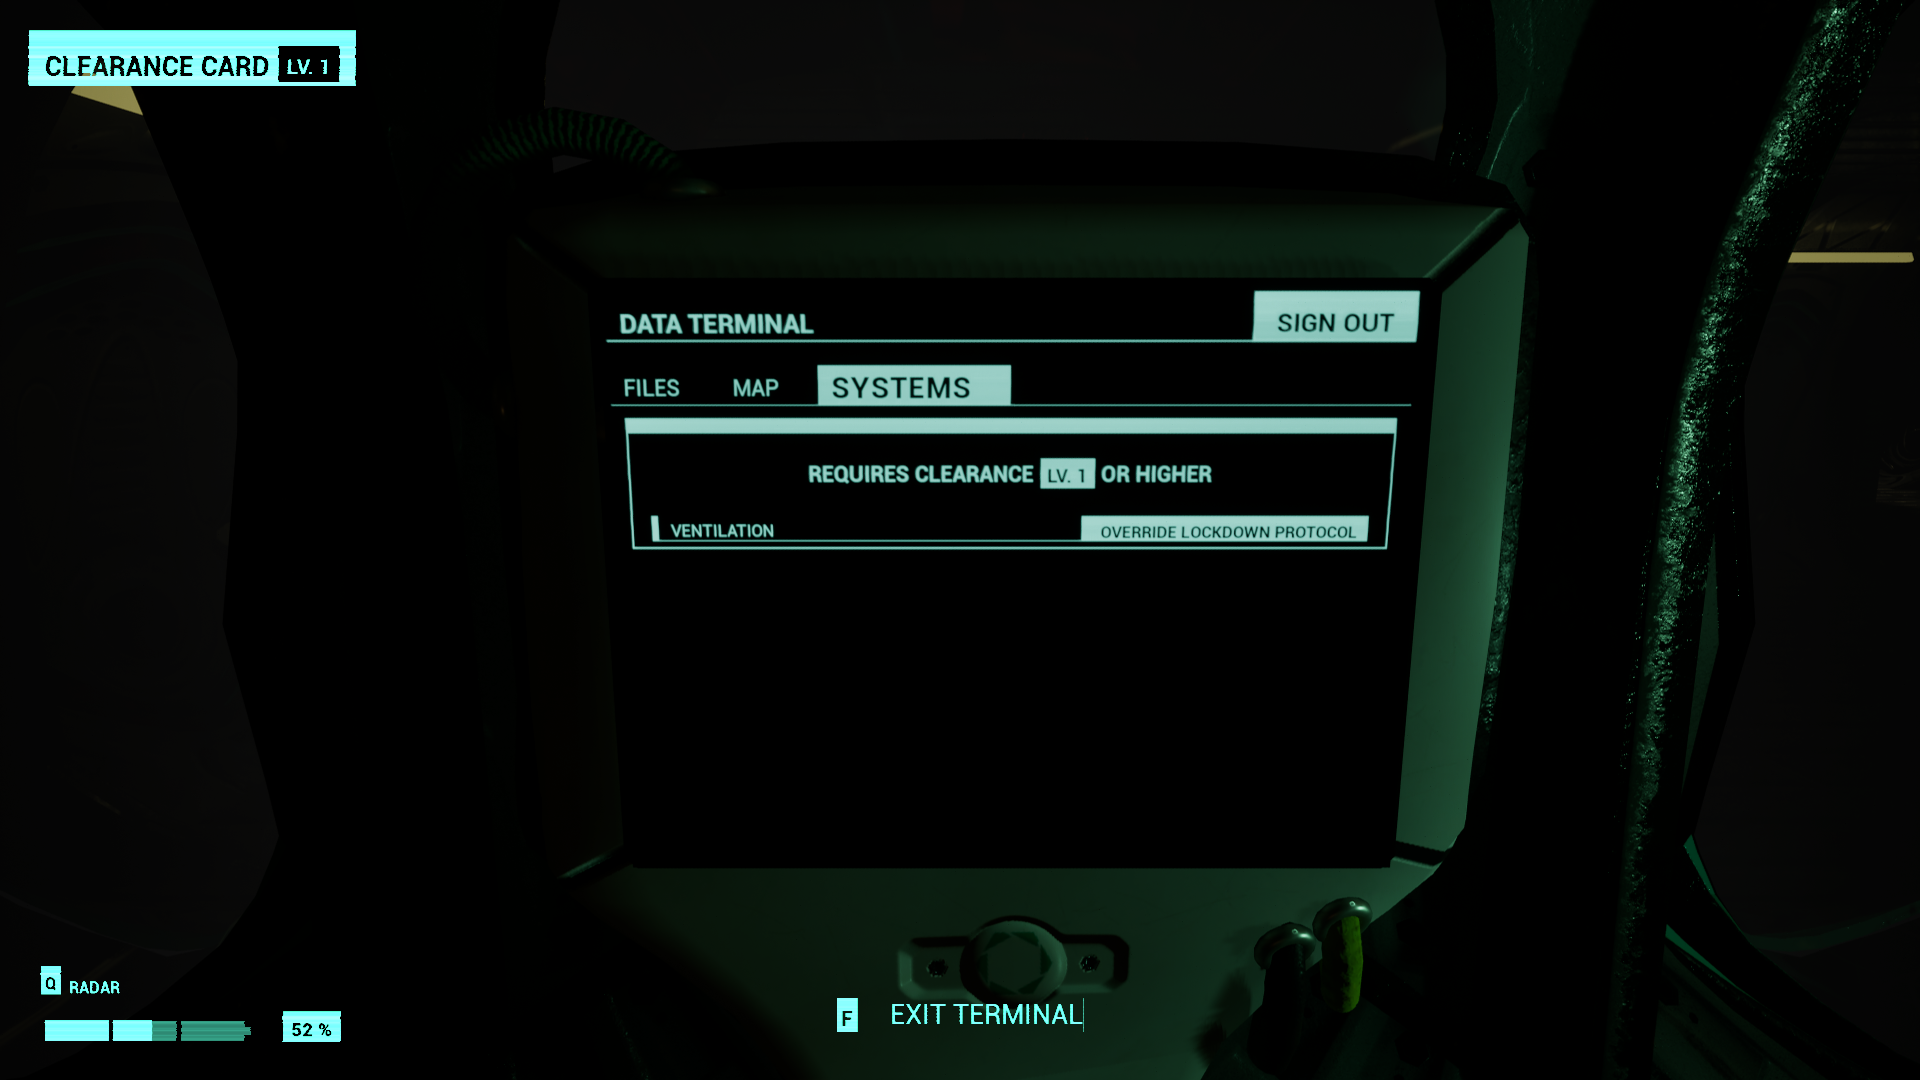 CLEARANCE CARD LV. 1
DATA TERMINAL
SIGN OUT
FILES MAP SYSTEMS
REQUIRES CLEARANCE LV. 1 OR HIGHER
VENTILATION OVERRIDE LOCKDOWN PROTOCOL
Q RADAR
52 %
F EXIT TERMINAL